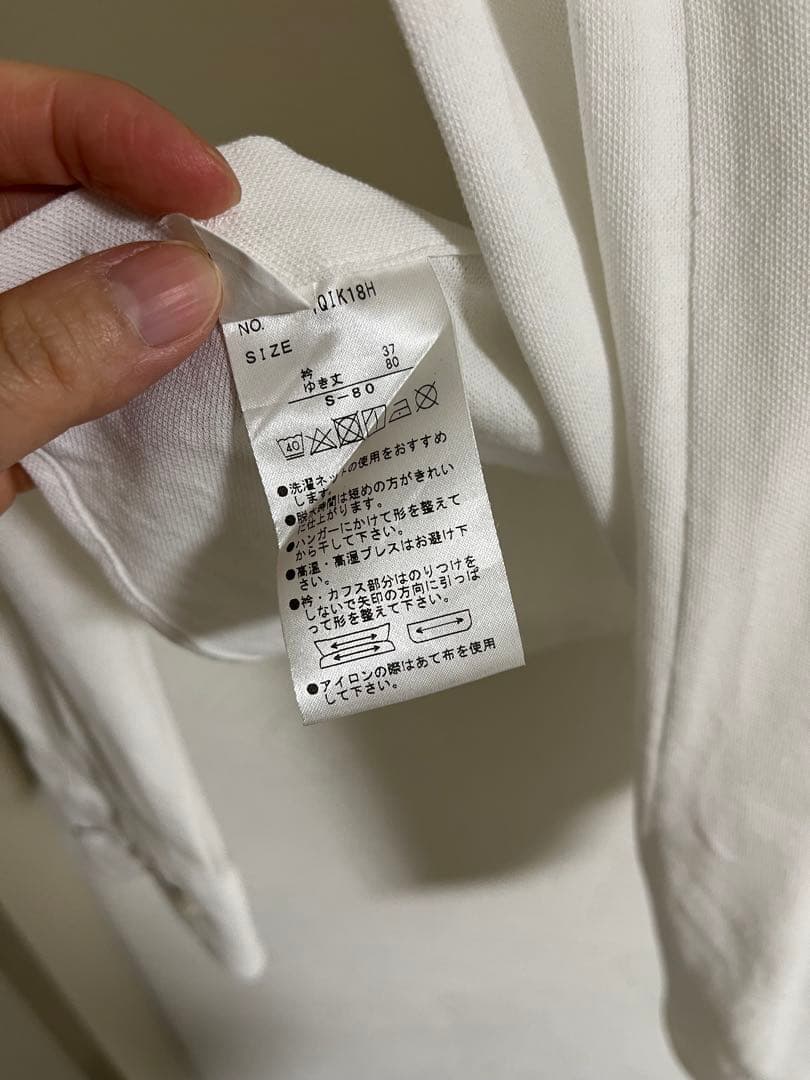 NO. QIK18H
SIZE
衿 37
ゆき丈 80
S-80
40
●洗濯ネットの使用をおすすめ
します。
●脱水時間は短めの方がきれい
に仕上がります。
●ハンガーにかけて形を整えて
から干して下さい。
●高温・高湿プレスはお避け下
さい。
●衿・カフス部分はのりつけを
しないで矢印の方向に引っぱ
って形を整えて下さい。
●アイロンの際はあて布を使用
して下さい。